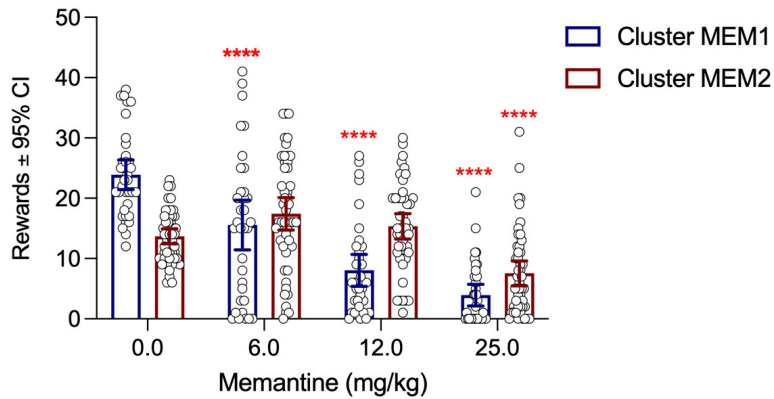 50
40
30
20
10
0
Rewards ± 95% CI
****
****
****
****
0.0 6.0 12.0 25.0
Memantine (mg/kg)
Cluster MEM1
Cluster MEM2